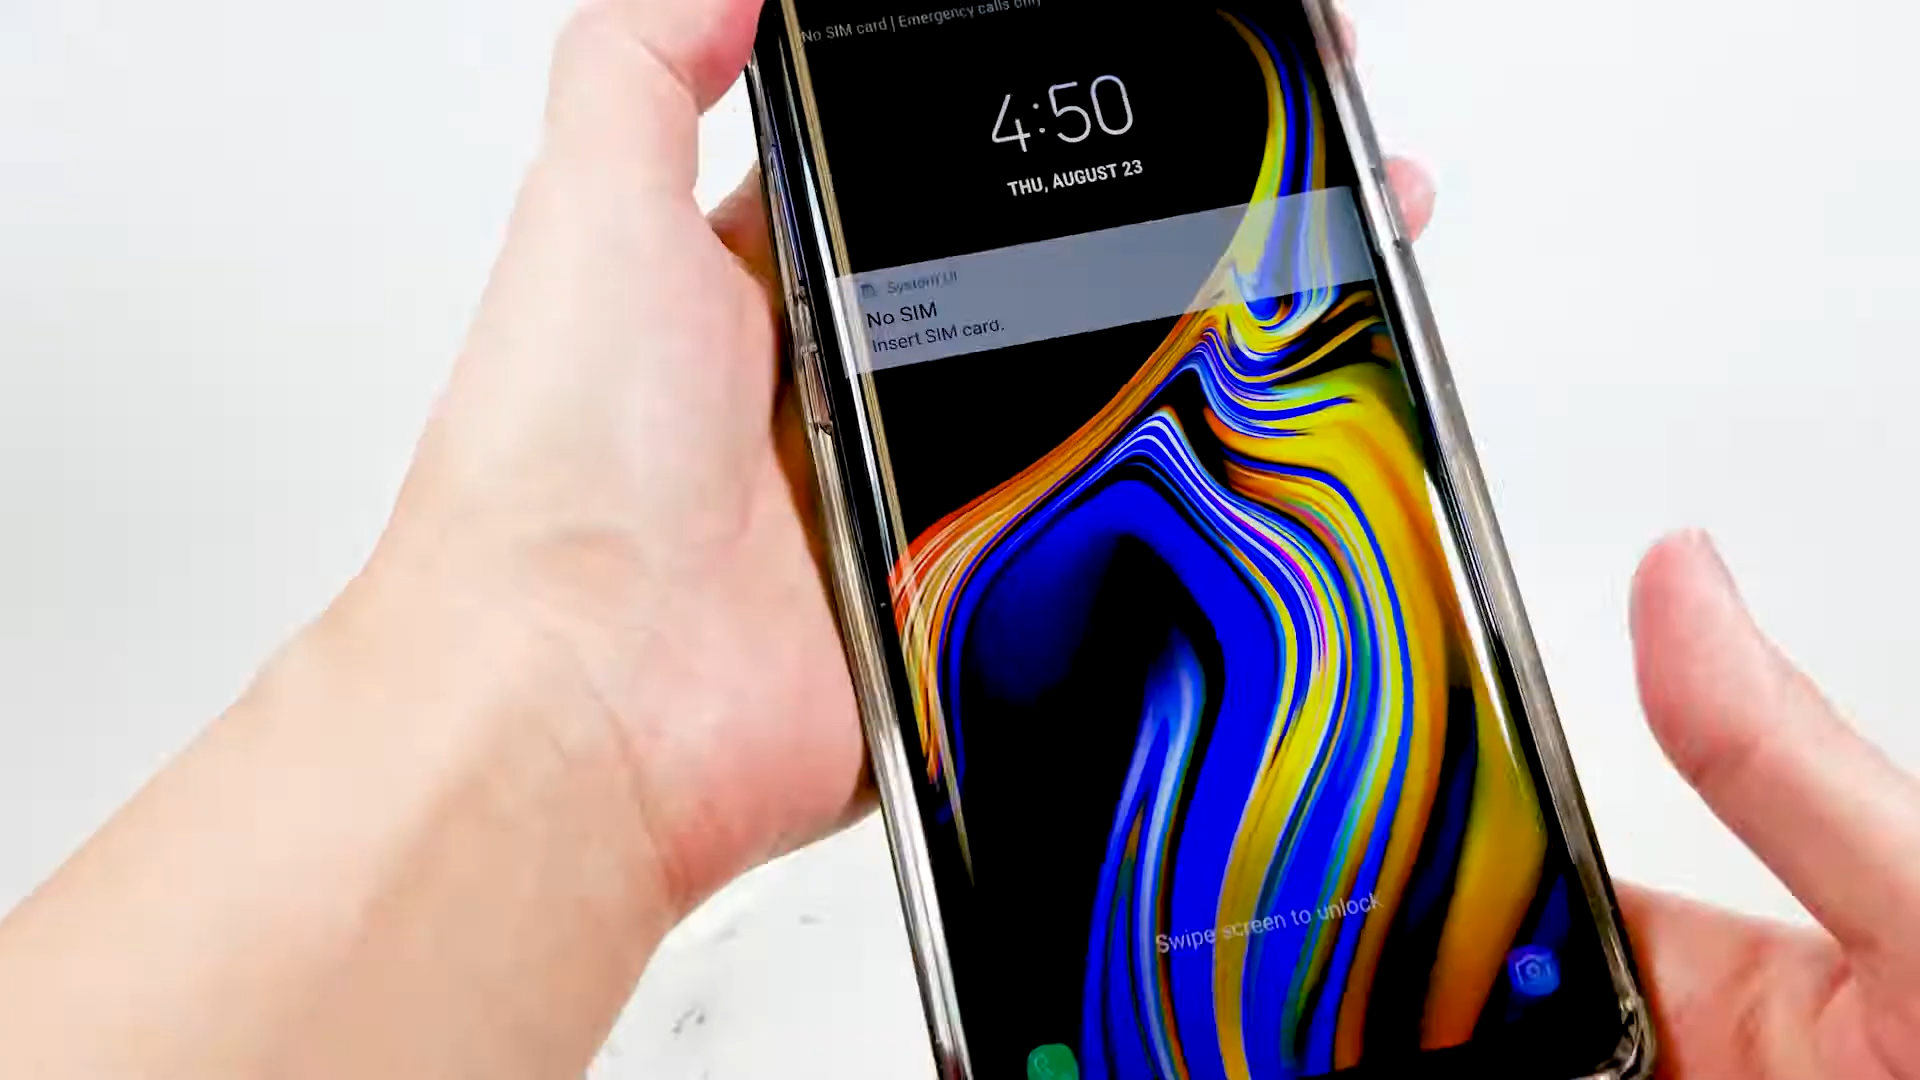 No SIM card | Emergency calls only
4:50
THU, AUGUST 23
System UI
No SIM
Insert SIM card.
Swipe screen to unlock